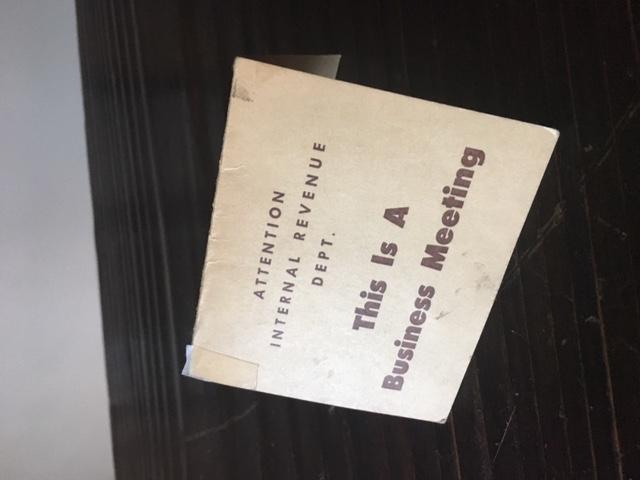 ATTENTION
INTERNAL REVENUE
DEPT.
This Is A
Business Meeting